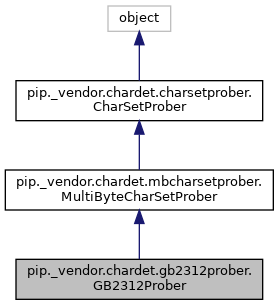 object
pip._vendor.chardet.charsetprober.
CharSetProber
pip._vendor.chardet.mbcharsetprober.
MultiByteCharSetProber
pip._vendor.chardet.gb2312prober.
GB2312Prober